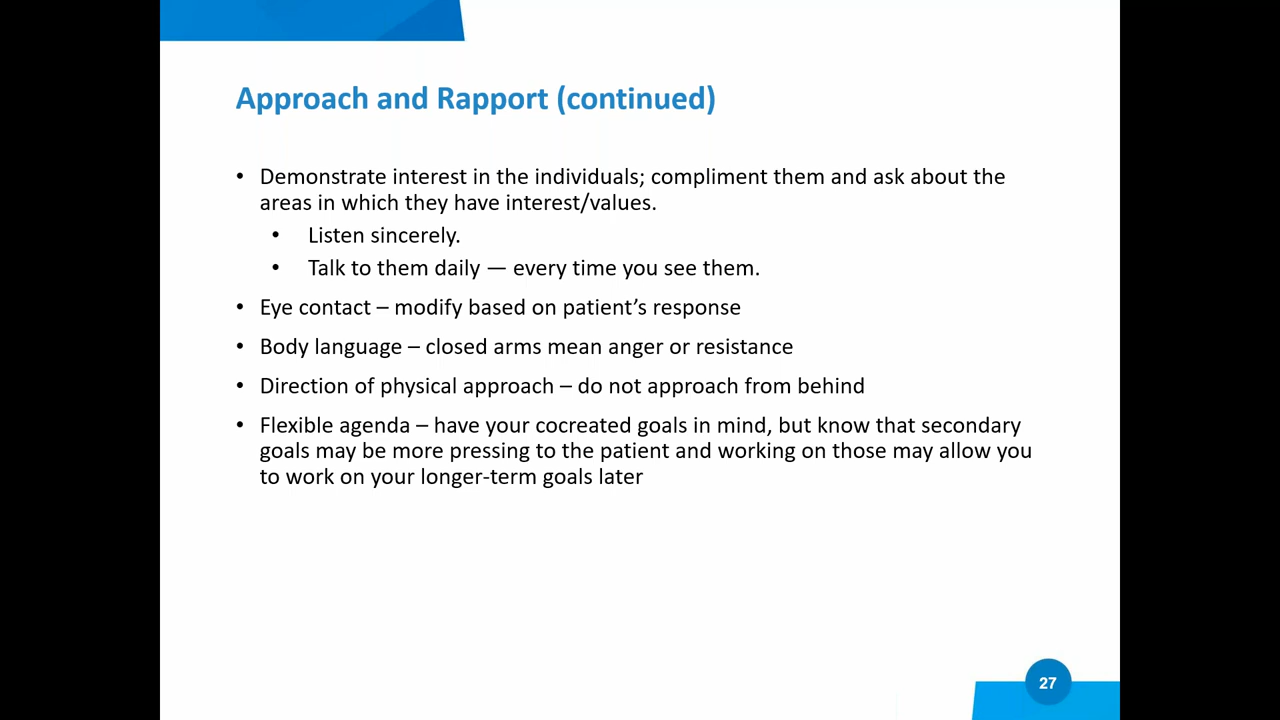 Approach and Rapport (continued)
• Demonstrate interest in the individuals; compliment them and ask about the
areas in which they have interest/values.
• Listen sincerely.
• Talk to them daily — every time you see them.
• Eye contact – modify based on patient’s response
• Body language – closed arms mean anger or resistance
• Direction of physical approach – do not approach from behind
• Flexible agenda – have your cocreated goals in mind, but know that secondary
goals may be more pressing to the patient and working on those may allow you
to work on your longer-term goals later
27